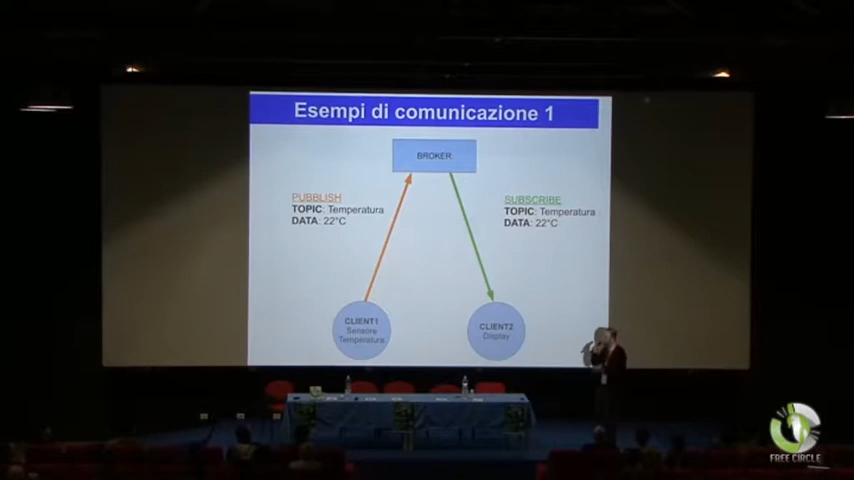 Esempi di comunicazione 1
BROKER
PUBBLISH
TOPIC: Temperatura
DATA: 22°C
SUBSCRIBE
TOPIC: Temperatura
DATA: 22°C
CLIENT1
Sensore
Temperatura
CLIENT2
Display
FREE CIRCLE